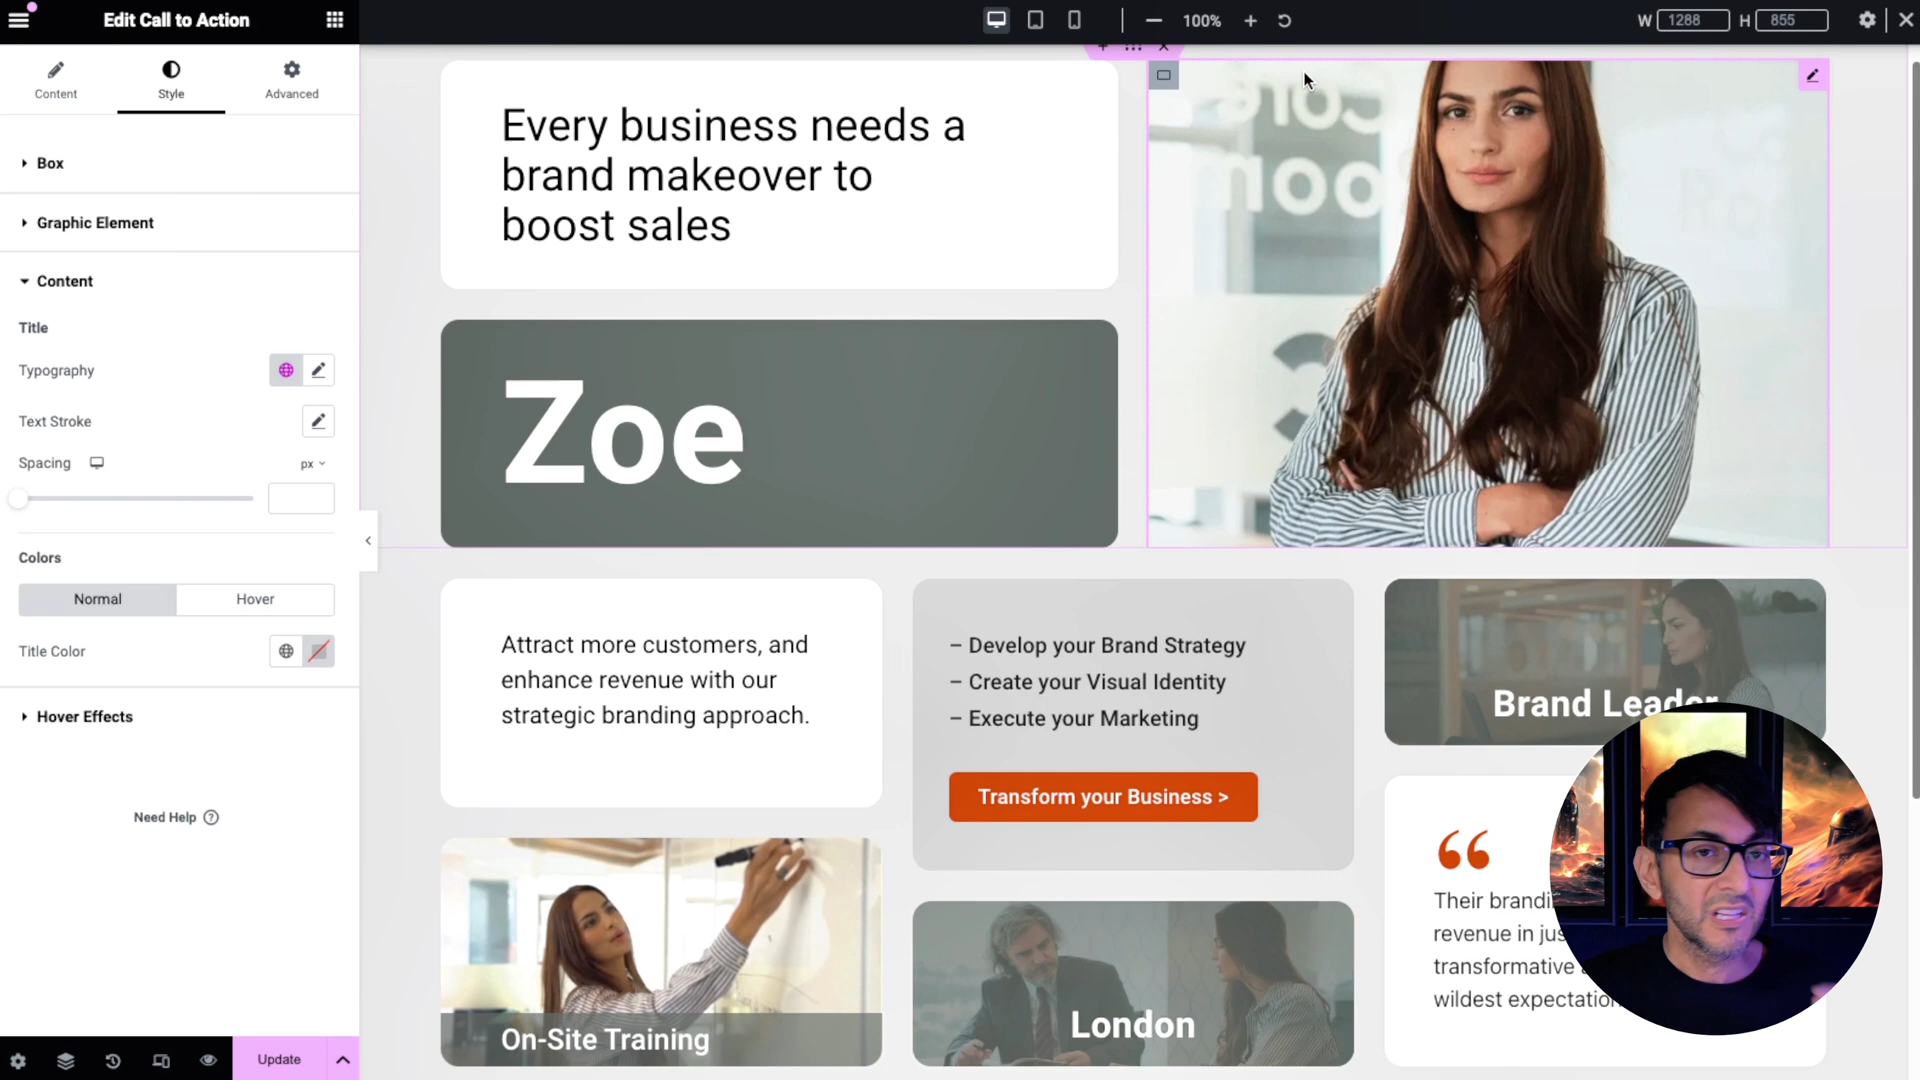 Edit Call to Action
100%
W 1288 H 855
Content
Style
Advanced
Box
Graphic Element
Content
Title
Typography
Text Stroke
Spacing
px
Colors
Normal
Hover
Title Color
Hover Effects
Need Help ?
Update
Every business needs a
brand makeover to
boost sales
Zoe
Attract more customers, and
enhance revenue with our
strategic branding approach.
On-Site Training
– Develop your Brand Strategy
– Create your Visual Identity
– Execute your Marketing
Transform your Business >
London
Brand Leader
“
Their brandi
revenue in jus
transformative
wildest expectation